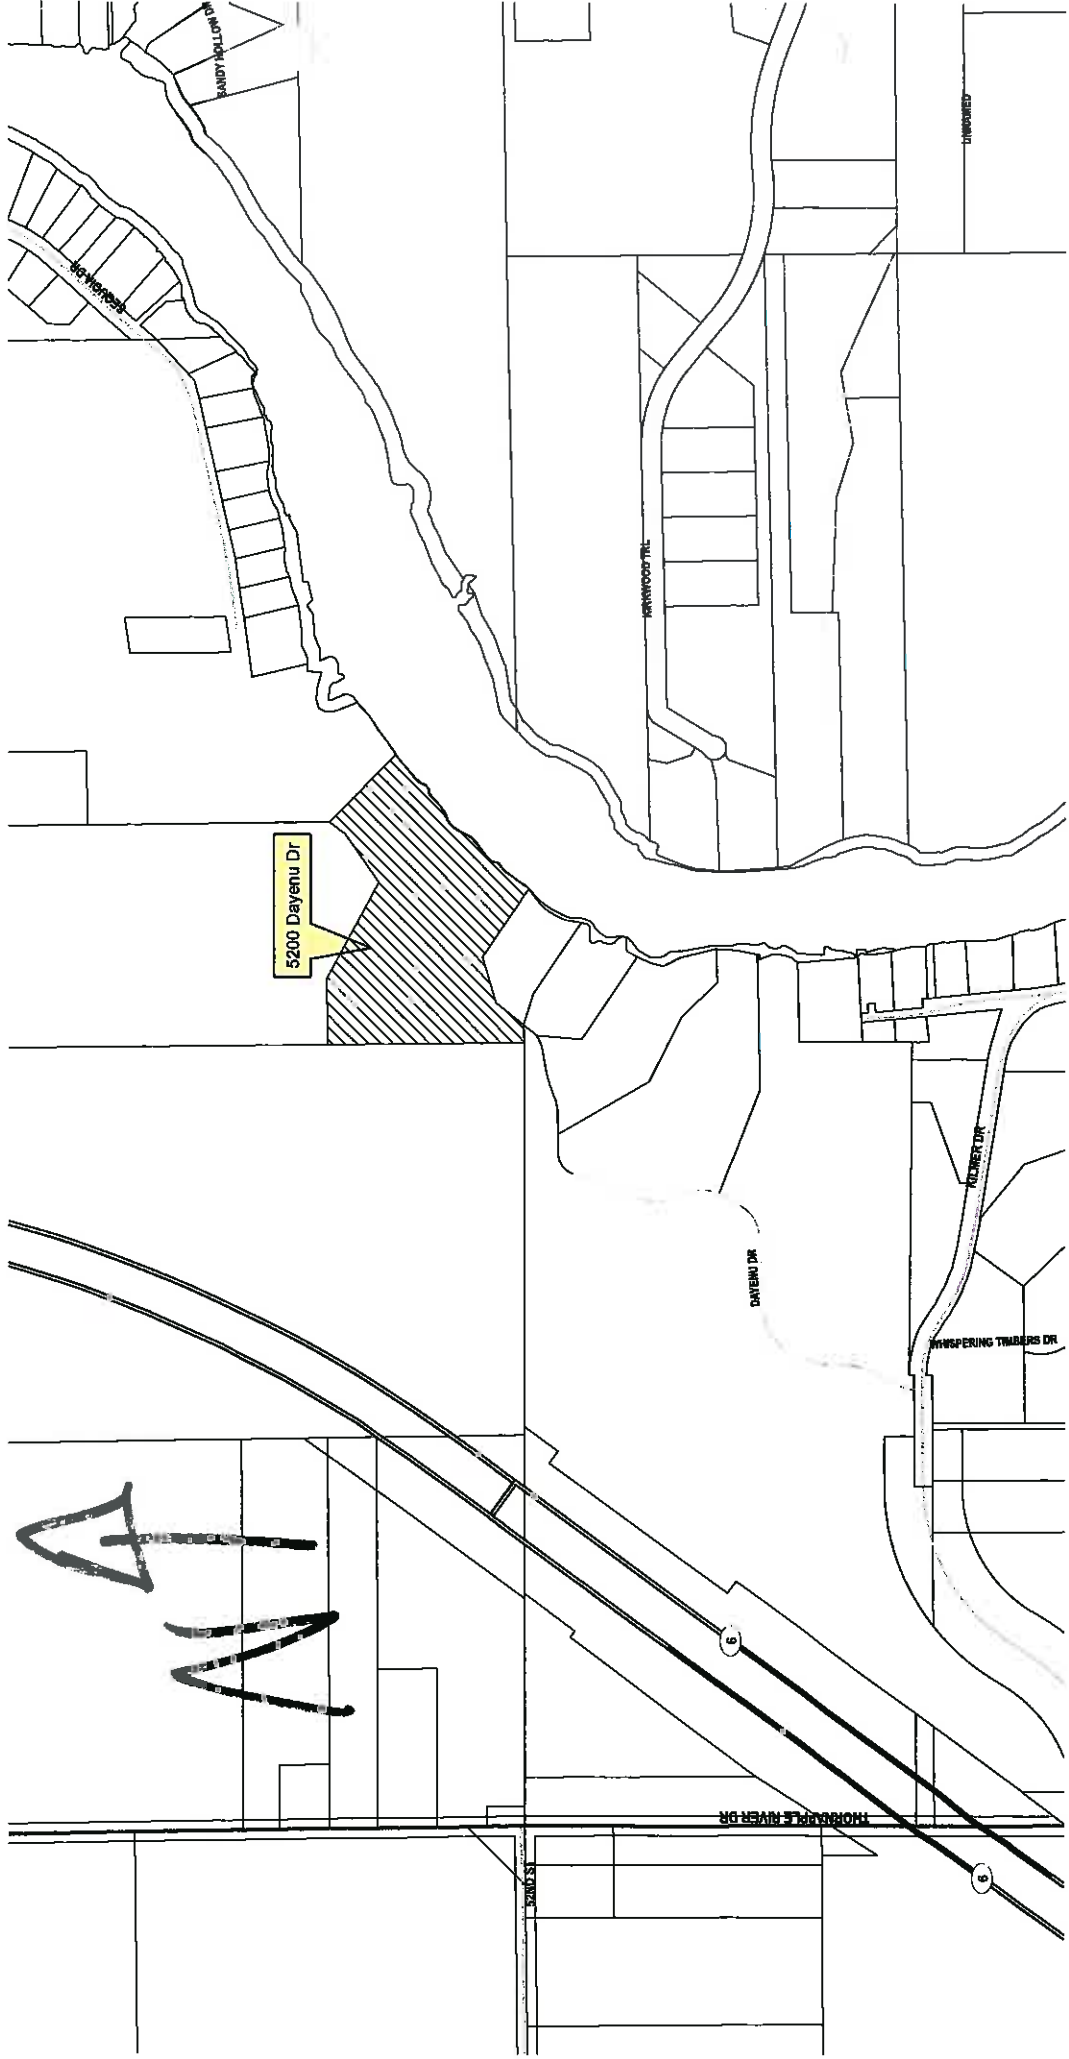 SANDY HOLLOW DR
SEQUOIA DR
UNNAMED
KIRKWOOD TRL
5200 Dayenu Dr
KILMER DR
DAYENU DR
WHISPERING TIMBERS DR
N
6
THORNAPPLE RIVER DR
52ND ST
6